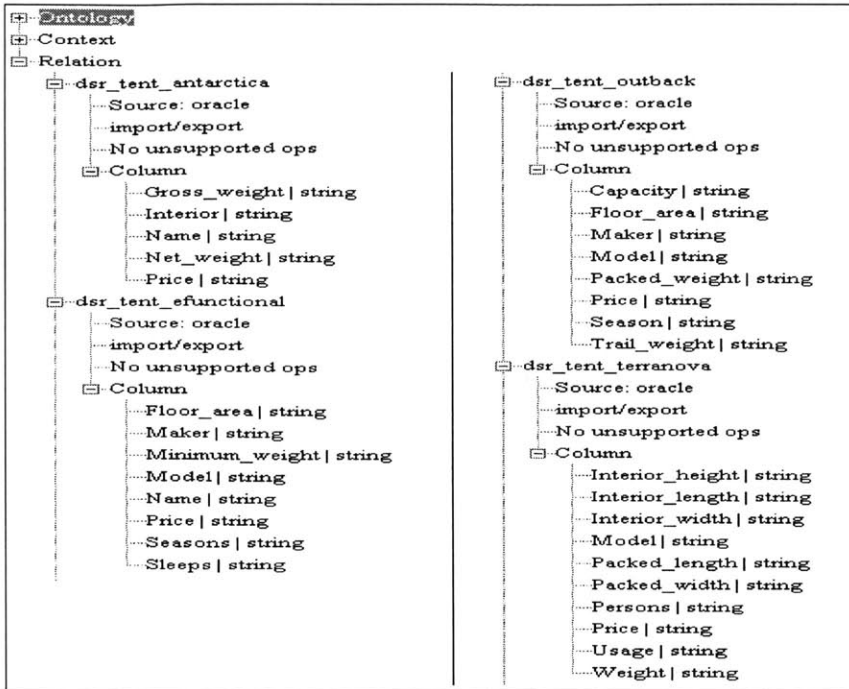 Ontology
Context
Relation
dsr_tent_antarctica
Source: oracle
import/export
No unsupported ops
Column
Gross_weight | string
Interior | string
Name | string
Net_weight | string
Price | string
dsr_tent_efunctional
Source: oracle
import/export
No unsupported ops
Column
Floor_area | string
Maker | string
Minimum_weight | string
Model | string
Name | string
Price | string
Seasons | string
Sleeps | string
dsr_tent_outback
Source: oracle
import/export
No unsupported ops
Column
Capacity | string
Floor_area | string
Maker | string
Model | string
Packed_weight | string
Price | string
Season | string
Trail_weight | string
dsr_tent_terranova
Source: oracle
import/export
No unsupported ops
Column
Interior_height | string
Interior_length | string
Interior_width | string
Model | string
Packed_length | string
Packed_width | string
Persons | string
Price | string
Usage | string
Weight | string